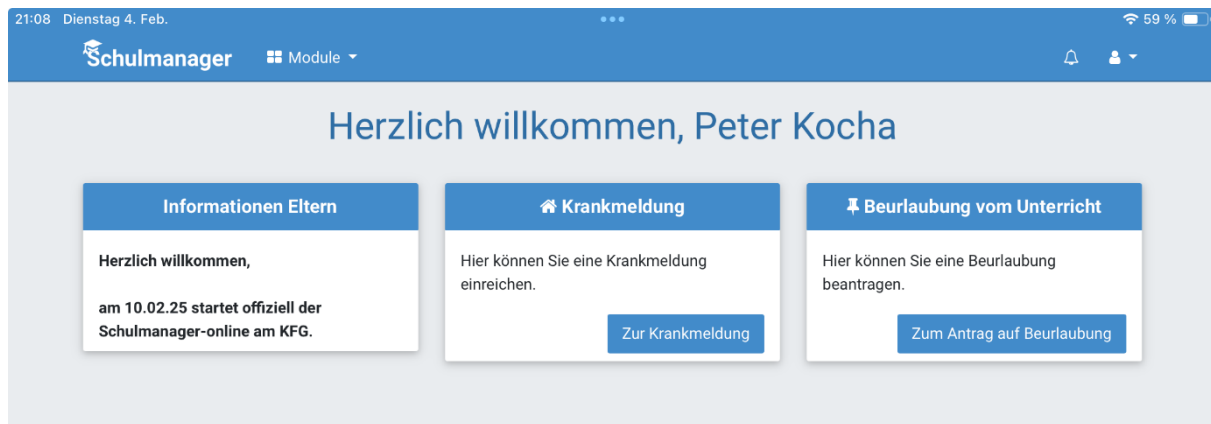 21:08 Dienstag 4. Feb.
59 %
Schulmanager
Module
Herzlich willkommen, Peter Kocha
Informationen Eltern
Herzlich willkommen,
am 10.02.25 startet offiziell der
Schulmanager-online am KFG.
Krankmeldung
Hier können Sie eine Krankmeldung
einreichen.
Zur Krankmeldung
Beurlaubung vom Unterricht
Hier können Sie eine Beurlaubung
beantragen.
Zum Antrag auf Beurlaubung